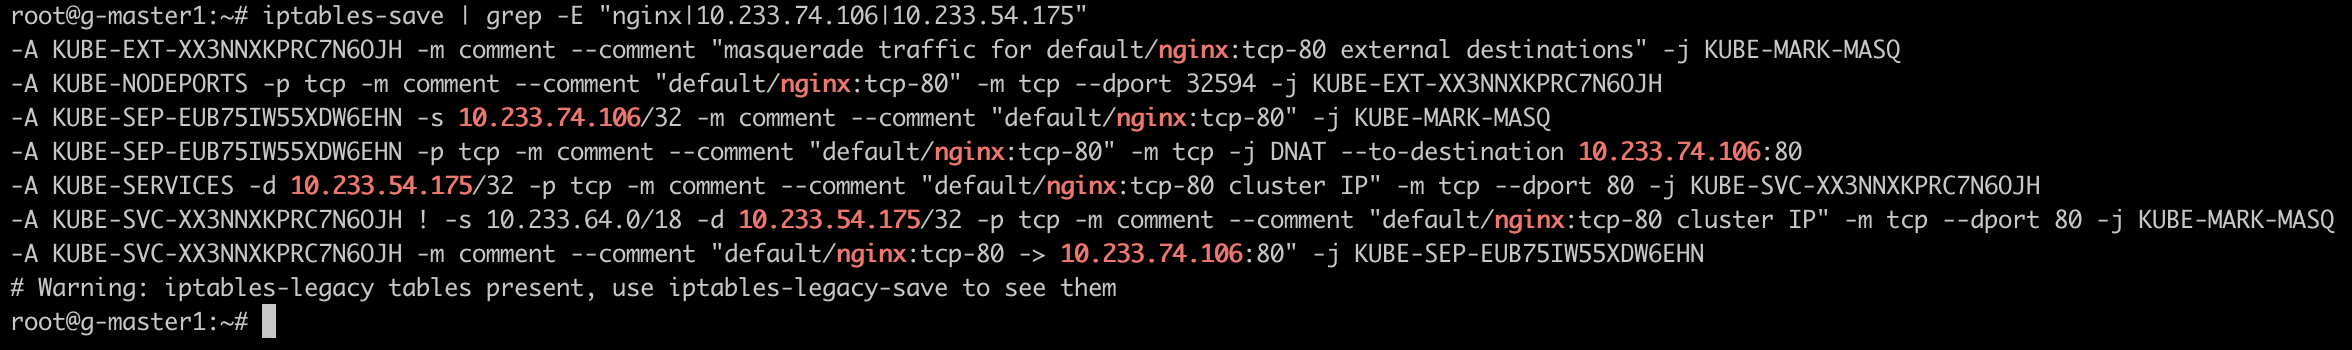 root@g-master1:~# iptables-save | grep -E "nginx|10.233.74.106|10.233.54.175"
-A KUBE-EXT-XX3NNXKPRC7N6OJH -m comment --comment "masquerade traffic for default/nginx:tcp-80 external destinations" -j KUBE-MARK-MASQ
-A KUBE-NODEPORTS -p tcp -m comment --comment "default/nginx:tcp-80" -m tcp --dport 32594 -j KUBE-EXT-XX3NNXKPRC7N6OJH
-A KUBE-SEP-EUB75IW55XDW6EHN -s 10.233.74.106/32 -m comment --comment "default/nginx:tcp-80" -j KUBE-MARK-MASQ
-A KUBE-SEP-EUB75IW55XDW6EHN -p tcp -m comment --comment "default/nginx:tcp-80" -m tcp -j DNAT --to-destination 10.233.74.106:80
-A KUBE-SERVICES -d 10.233.54.175/32 -p tcp -m comment --comment "default/nginx:tcp-80 cluster IP" -m tcp --dport 80 -j KUBE-SVC-XX3NNXKPRC7N6OJH
-A KUBE-SVC-XX3NNXKPRC7N6OJH ! -s 10.233.64.0/18 -d 10.233.54.175/32 -p tcp -m comment --comment "default/nginx:tcp-80 cluster IP" -m tcp --dport 80 -j KUBE-MARK-MASQ
-A KUBE-SVC-XX3NNXKPRC7N6OJH -m comment --comment "default/nginx:tcp-80 -> 10.233.74.106:80" -j KUBE-SEP-EUB75IW55XDW6EHN
# Warning: iptables-legacy tables present, use iptables-legacy-save to see them
root@g-master1:~#